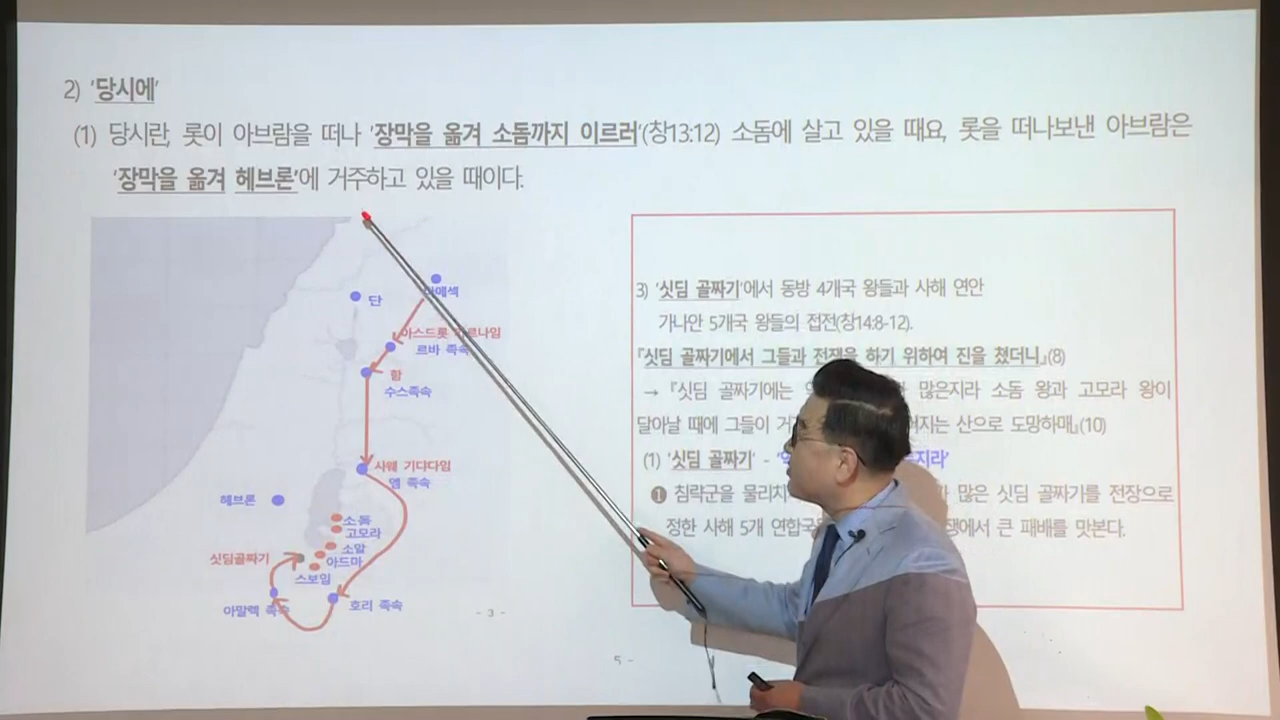 2) '당시에'
(1) 당시란, 롯이 아브람을 떠나 '장막을 옮겨 소돔까지 이르러'(창13:12) 소돔에 살고 있을 때요, 롯을 떠나보낸 아브람은
'장막을 옮겨 헤브론'에 거주하고 있을 때이다.
단
아스드롯
르바 족속
함
수스족속
사웨 기랴다임
엠 족속
헤브론
소돔
고모라
소알
싯딤골짜기
아드마
스보임
아말렉 족속
호리 족속
- 3 -
3) '싯딤 골짜기'에서 동방 4개국 왕들과 사해 연안
가나안 5개국 왕들의 접전(창14:8-12).
『싯딤 골짜기에서 그들과 전쟁을 하기 위하여 진을 쳤더니』(8)
→ 『싯딤 골짜기에는 많은지라 소돔 왕과 고모라 왕이
달아날 때에 그들이 산으로 도망하매』(10)
(1) '싯딤 골짜기' -
❶ 침략군을 많은 싯딤 골짜기를 전장으로
정한 사해 5개 큰 패배를 맛본다.
5 -